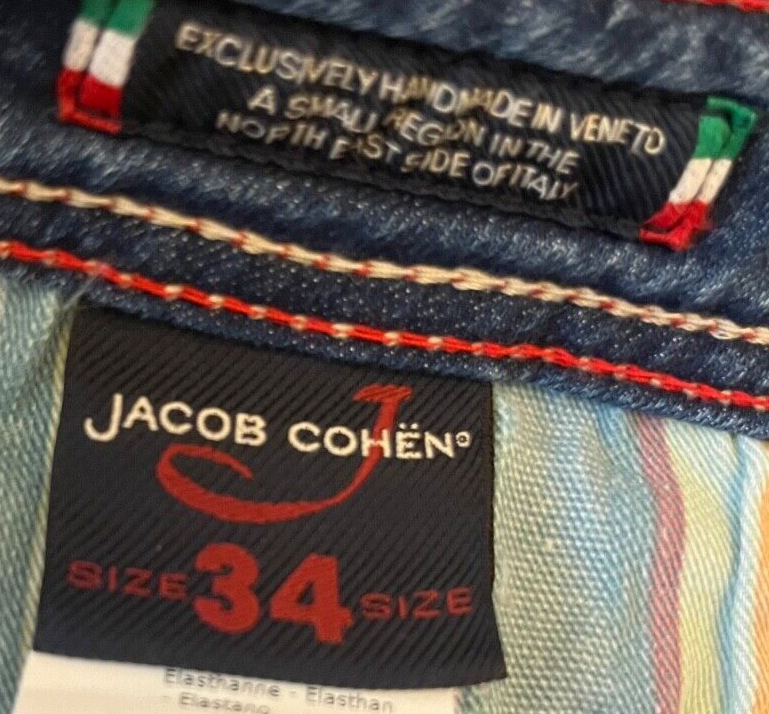 EXCLUSIVELY HANDMADE IN VENETO
A SMALL REGION IN THE
NORTH EAST SIDE OF ITALY
JACOB COHËN
J
SIZE 34 SIZE
Elasthanne - Elasthan
- Elastano